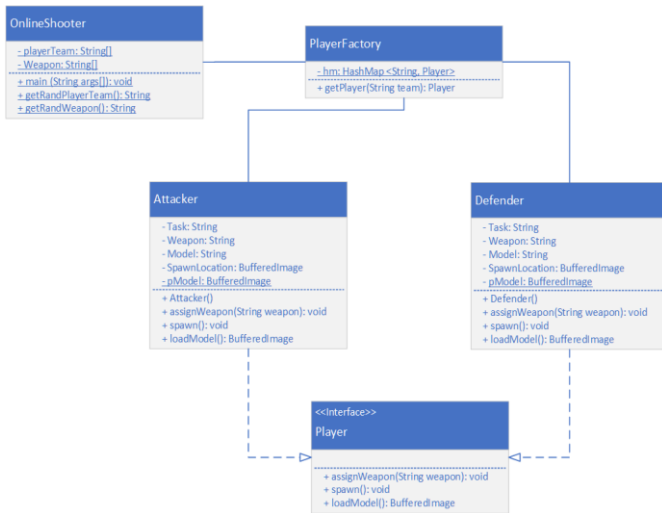 OnlineShooter
- playerTeam: String[]
- Weapon: String[]
+ main (String args[]): void
+ getRandPlayerTeam(): String
+ getRandWeapon(): String
PlayerFactory
- hm: HashMap <String, Player>
+ getPlayer(String team): Player
Attacker
- Task: String
- Weapon: String
- Model: String
- SpawnLocation: BufferedImage
- pModel: BufferedImage
+ Attacker()
+ assignWeapon(String weapon): void
+ spawn(): void
+ loadModel(): BufferedImage
Defender
- Task: String
- Weapon: String
- Model: String
- SpawnLocation: BufferedImage
- pModel: BufferedImage
+ Defender()
+ assignWeapon(String weapon): void
+ spawn(): void
+ loadModel(): BufferedImage
<<Interface>>
Player
+ assignWeapon(String weapon): void
+ spawn(): void
+ loadModel(): BufferedImage